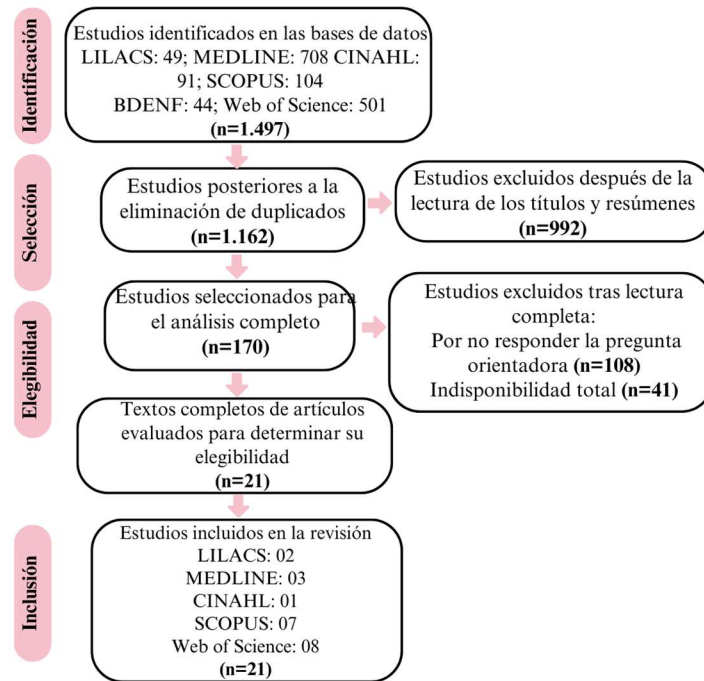 Identificación
Estudios identificados en las bases de datos
LILACS: 49; MEDLINE: 708 CINAHL:
91; SCOPUS: 104
BDENF: 44; Web of Science: 501
(n=1.497)
Selección
Estudios posteriores a la
eliminación de duplicados
(n=1.162)
Estudios excluidos después de la
lectura de los títulos y resúmenes
(n=992)
Elegibilidad
Estudios seleccionados para
el análisis completo
(n=170)
Estudios excluidos tras lectura
completa:
Por no responder la pregunta
orientadora (n=108)
Indisponibilidad total (n=41)
Textos completos de artículos
evaluados para determinar su
elegibilidad
(n=21)
Inclusión
Estudios incluidos en la revisión
LILACS: 02
MEDLINE: 03
CINAHL: 01
SCOPUS: 07
Web of Science: 08
(n=21)